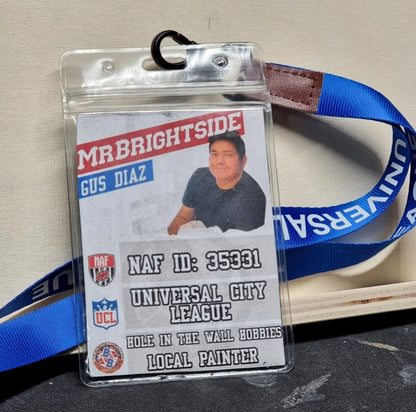 MRBRIGHTSIDE
GUS DIAZ
NAF
NAF ID: 35331
UCL
UNIVERSAL CITY
LEAGUE
HOLE IN THE WALL HOBBIES
LOCAL PAINTER
UNIVERSAL
UNIVERSAL